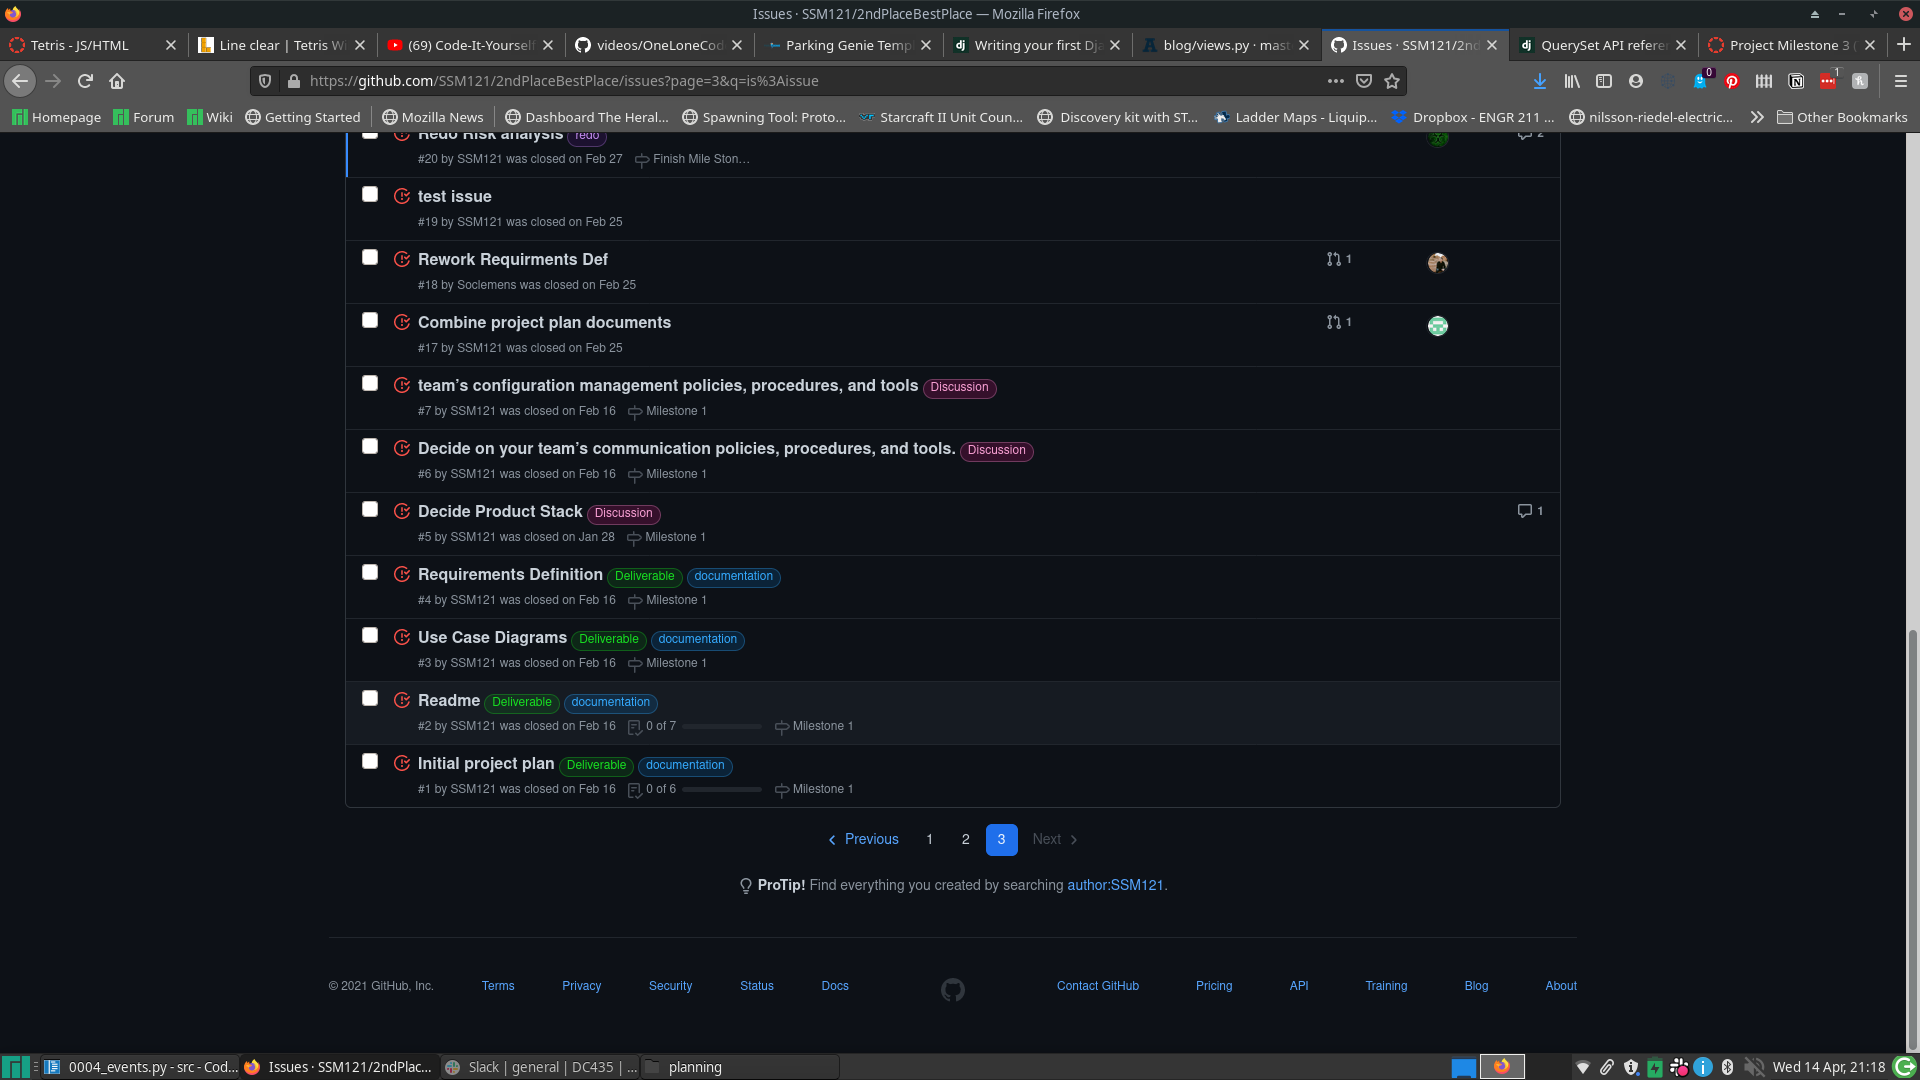 Issues · SSM121/2ndPlaceBestPlace — Mozilla Firefox
Tetris - JS/HTML
Line clear | Tetris Wi
(69) Code-It-Yourself
videos/OneLoneCod
Parking Genie Temp
Writing your first Dja
blog/views.py · mast
Issues · SSM121/2nd
QuerySet API referen
Project Milestone 3 (
https://github.com/SSM121/2ndPlaceBestPlace/issues?page=3&q=is%3Aissue
0
1
Homepage
Forum
Wiki
Getting Started
Mozilla News
Dashboard The Heral...
Spawning Tool: Proto...
Starcraft II Unit Coun...
Discovery kit with ST...
Ladder Maps - Liquip...
Dropbox - ENGR 211 ...
nilsson-riedel-electric...
Other Bookmarks
Redo Risk analysis redo 2
#20 by SSM121 was closed on Feb 27 Finish Mile Ston...
test issue
#19 by SSM121 was closed on Feb 25
Rework Requirments Def 1
#18 by Soclemens was closed on Feb 25
Combine project plan documents 1
#17 by SSM121 was closed on Feb 25
team's configuration management policies, procedures, and tools Discussion
#7 by SSM121 was closed on Feb 16 Milestone 1
Decide on your team's communication policies, procedures, and tools. Discussion
#6 by SSM121 was closed on Feb 16 Milestone 1
Decide Product Stack Discussion 1
#5 by SSM121 was closed on Jan 28 Milestone 1
Requirements Definition Deliverable documentation
#4 by SSM121 was closed on Feb 16 Milestone 1
Use Case Diagrams Deliverable documentation
#3 by SSM121 was closed on Feb 16 Milestone 1
Readme Deliverable documentation
#2 by SSM121 was closed on Feb 16 0 of 7 Milestone 1
Initial project plan Deliverable documentation
#1 by SSM121 was closed on Feb 16 0 of 6 Milestone 1
Previous 1 2 3 Next
ProTip! Find everything you created by searching author:SSM121.
© 2021 GitHub, Inc. Terms Privacy Security Status Docs Contact GitHub Pricing API Training Blog About
0004_events.py - src - Cod...
Issues · SSM121/2ndPlac...
Slack | general | DC435 | ...
planning
Wed 14 Apr, 21:18